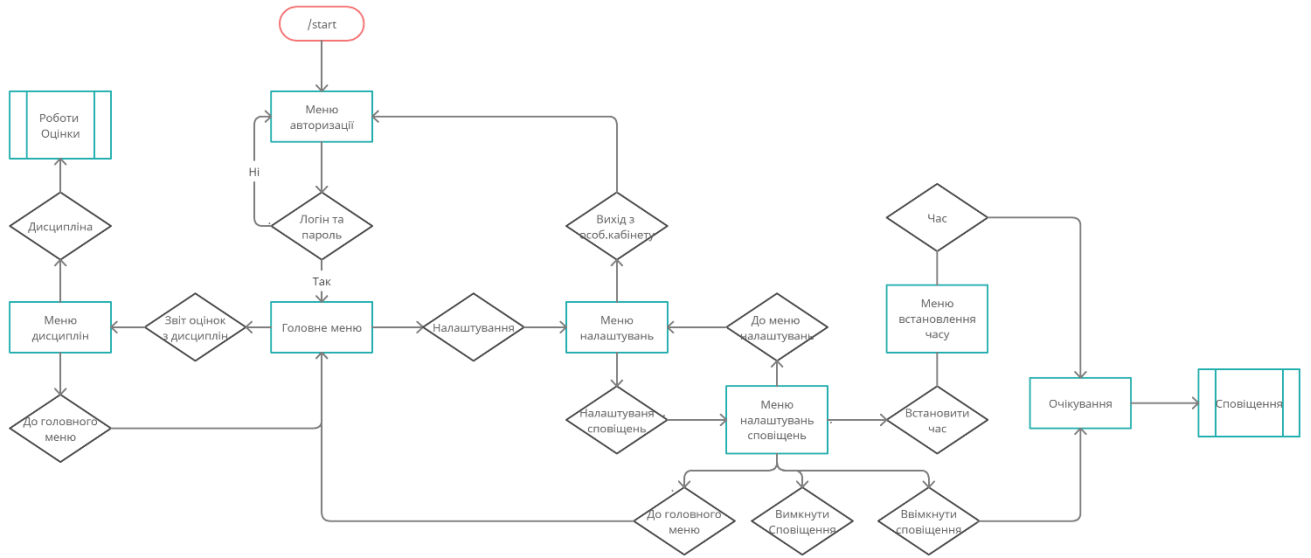 /start
Меню
авторизації
Роботи
Оцінки
Ні
Дисципліна
Логін та
пароль
Вихід з
особ.кабінету
Час
Так
Меню
дисциплін
Звіт оцінок
з дисциплін
Головне меню
Налаштування
Меню
налаштувань
До меню
налаштувань
Меню
встановлення
часу
До головного
меню
Налаштуваня
сповіщень
Меню
налаштувань
сповіщень
Встановити
час
Очікування
Сповіщення
До головного
меню
Вимкнути
Сповіщення
Ввімкнути
сповіщення